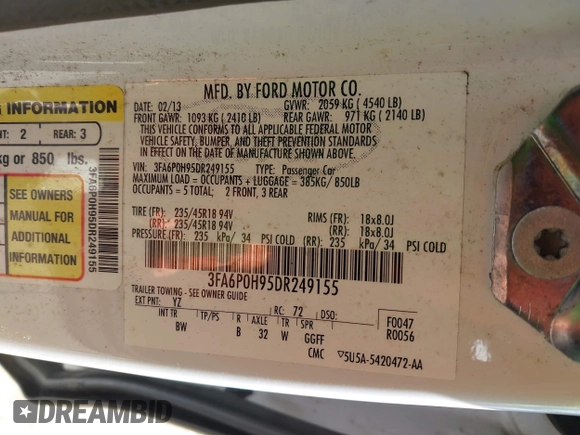 INFORMATION
NT: 2 REAR: 3
kg or 850 lbs.
SEE OWNERS
MANUAL FOR
ADDITIONAL
INFORMATION
3FA6P0H95DR249155
MFD. BY FORD MOTOR CO.
02/13 GVWR: 2059 KG ( 4540 LB)
FRONT GAWR: 1093 KG ( 2410 LB) REAR GAWR: 971 KG ( 2140 LB)
THIS VEHICLE CONFORMS TO ALL APPLICABLE FEDERAL MOTOR
VEHICLE SAFETY, BUMPER, AND THEFT PREVENTION STANDARDS
IN EFFECT ON THE DATE OF MANUFACTURE SHOWN ABOVE
VIN: 3FA6P0H95DR249155 TYPE: Passenger Car
MAXIMUM LOAD = OCCUPANTS + LUGGAGE = 385KG/ 850LB
OCCUPANTS = 5 TOTAL; 2 FRONT, 3 REAR
TIRE (FR): 235/45R18 94V RIMS (FR): 18x8.0J
(RR): 235/45R18 94V (RR): 18x8.0J
PRESSURE (FR): 235 kPa/ 34 PSI COLD (RR): 235 kPa/ 34 PSI COLD
3FA6P0H95DR249155
TRAILER TOWING - SEE OWNER GUIDE
EXT PNT: YZ RC: 72 DSO: F0047
INT TR TP/PS R AXLE TR SPR R0056
BW B 32 W GGFF
CMC ▽5U5A-5420472-AA
AUTOBIDMASTER
DREAMBID